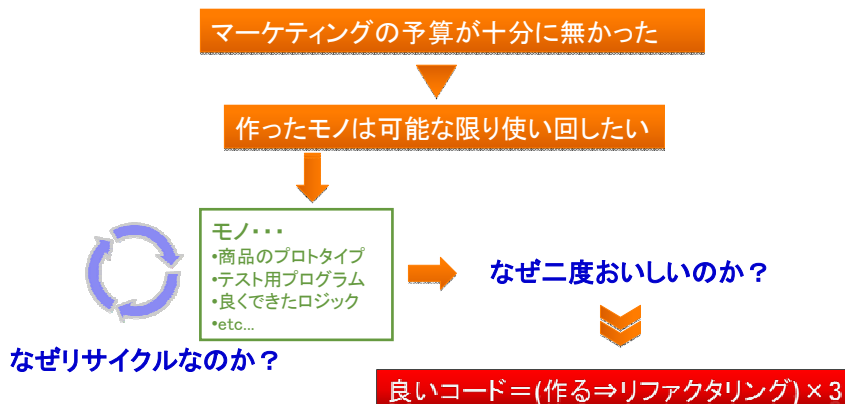 マーケティングの予算が十分に無かった
作ったモノは可能な限り使い回したい
モノ・・・
•商品のプロトタイプ
•テスト用プログラム
•良くできたロジック
•etc...
なぜ二度おいしいのか？
なぜリサイクルなのか？
良いコード＝(作る⇒リファクタリング)×3